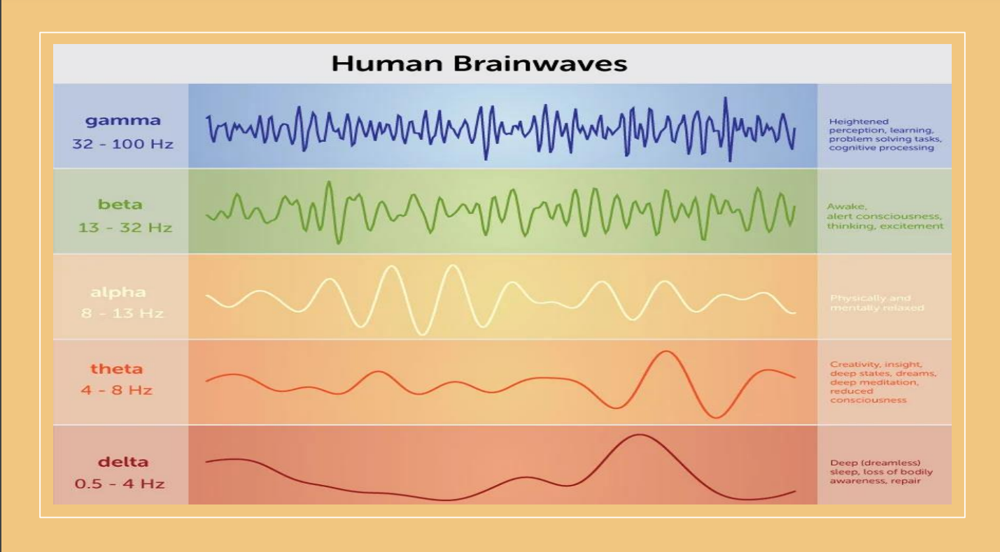 Human Brainwaves
gamma
32 - 100 Hz
Heightened
perception, learning,
problem solving tasks,
cognitive processing
beta
13 - 32 Hz
Awake,
alert consciousness,
thinking, excitement
alpha
8 - 13 Hz
Physically and
mentally relaxed
theta
4 - 8 Hz
Creativity, insight,
deep states, dreams,
deep meditation,
reduced
consciousness
delta
0.5 - 4 Hz
Deep (dreamless)
sleep, loss of bodily
awareness, repair